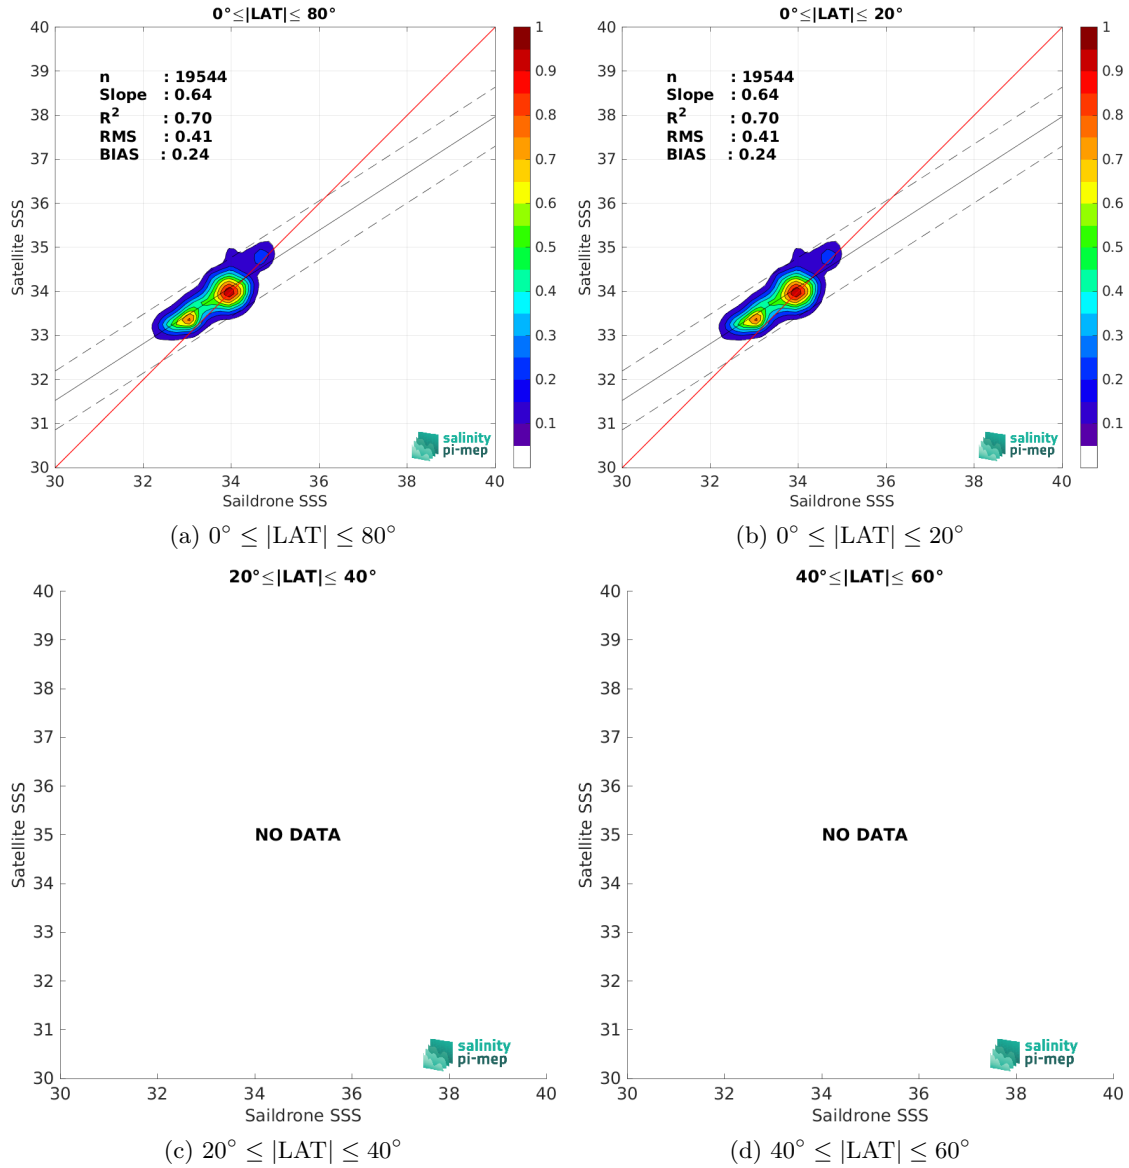 0°≤|LAT|≤ 80°
40
39
38
37
36
35
34
33
32
31
30
Satellite SSS
n : 19544
Slope : 0.64
R² : 0.70
RMS : 0.41
BIAS : 0.24
salinity
pi-mep
30 32 34 36 38 40
Saildrone SSS
1
0.9
0.8
0.7
0.6
0.5
0.4
0.3
0.2
0.1
(a) 0° ≤ |LAT| ≤ 80°
0°≤|LAT|≤ 20°
40
39
38
37
36
35
34
33
32
31
30
Satellite SSS
n : 19544
Slope : 0.64
R² : 0.70
RMS : 0.41
BIAS : 0.24
salinity
pi-mep
30 32 34 36 38 40
Saildrone SSS
1
0.9
0.8
0.7
0.6
0.5
0.4
0.3
0.2
0.1
(b) 0° ≤ |LAT| ≤ 20°
20°≤|LAT|≤ 40°
40
39
38
37
36
35
34
33
32
31
30
Satellite SSS
NO DATA
salinity
pi-mep
30 32 34 36 38 40
Saildrone SSS
(c) 20° ≤ |LAT| ≤ 40°
40°≤|LAT|≤ 60°
40
39
38
37
36
35
34
33
32
31
30
Satellite SSS
NO DATA
salinity
pi-mep
30 32 34 36 38 40
Saildrone SSS
(d) 40° ≤ |LAT| ≤ 60°